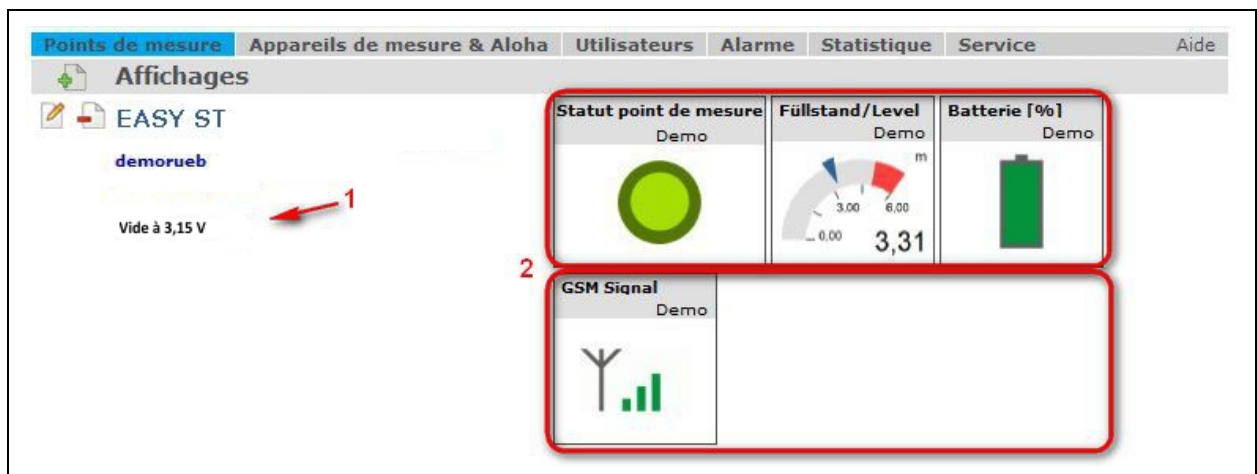 Points de mesure Appareils de mesure & Aloha Utilisateurs Alarme Statistique Service Aide
Affichages
EASY ST
demorueb
1
Vide à 3,15 V
Statut point de mesure
Demo
Füllstand/Level
Demo
m
3,00 6,00
0,00
3,31
Batterie [%]
Demo
2
GSM Signal
Demo